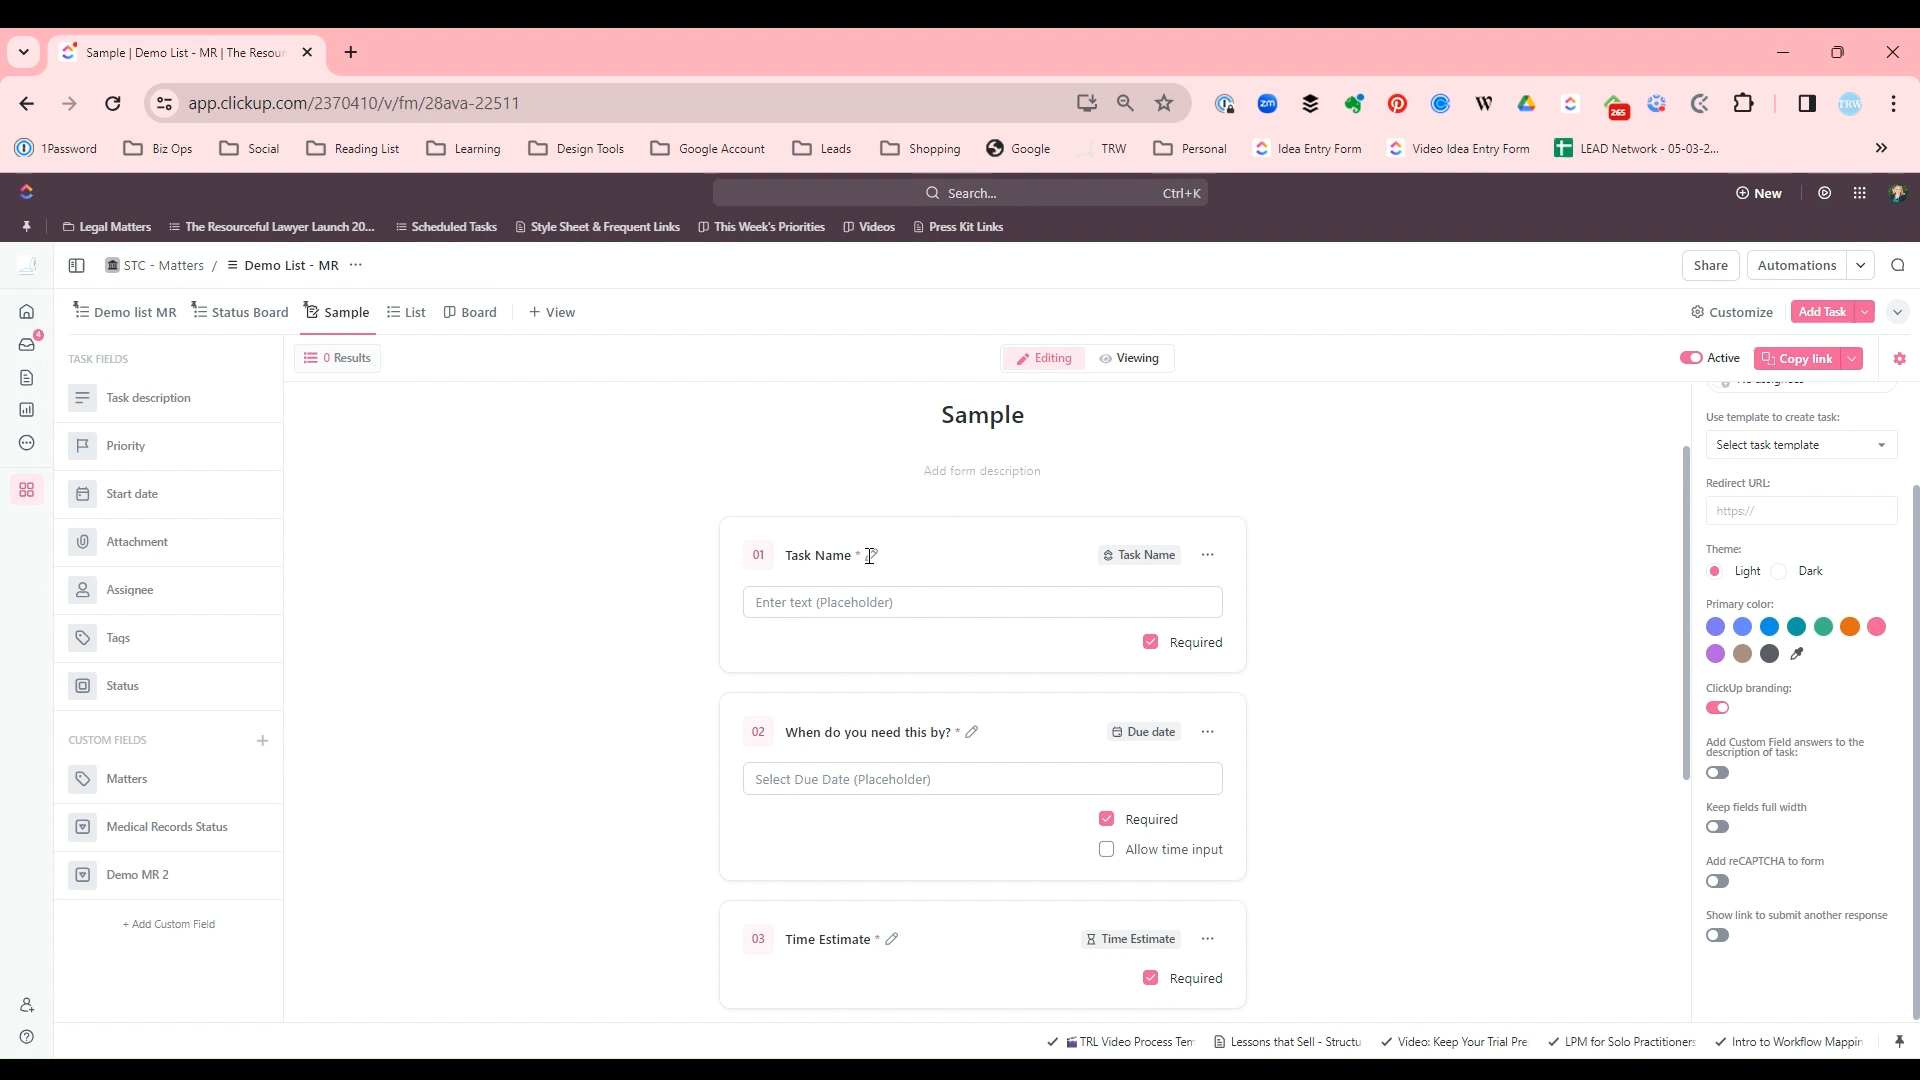 Sample | Demo List - MR | The Resour
app.clickup.com/2370410/v/fm/28ava-22511
zm
W
265
TRW
1Password
Biz Ops
Social
Reading List
Learning
Design Tools
Google Account
Leads
Shopping
Google
TRW
Personal
Idea Entry Form
Video Idea Entry Form
LEAD Network - 05-03-2...
Search...
Ctrl+K
New
Legal Matters
The Resourceful Lawyer Launch 20...
Scheduled Tasks
Style Sheet & Frequent Links
This Week's Priorities
Videos
Press Kit Links
STC - Matters / Demo List - MR
Share
Automations
Demo list MR
Status Board
Sample
List
Board
+ View
Customize
Add Task
4
TASK FIELDS
0 Results
Editing
Viewing
Active
Copy link
Task description
Priority
Start date
Attachment
Assignee
Tags
Status
CUSTOM FIELDS
Matters
Medical Records Status
Demo MR 2
+ Add Custom Field
Sample
Add form description
01
Task Name *
Task Name
Enter text (Placeholder)
Required
02
When do you need this by? *
Due date
Select Due Date (Placeholder)
Required
Allow time input
03
Time Estimate *
Time Estimate
Required
Use template to create task:
Select task template
Redirect URL:
https://
Theme:
Light
Dark
Primary color:
ClickUp branding:
Add Custom Field answers to the
description of task:
Keep fields full width
Add reCAPTCHA to form
Show link to submit another response
TRL Video Process Tem
Lessons that Sell - Structu
Video: Keep Your Trial Pre
LPM for Solo Practitioners
Intro to Workflow Mappin